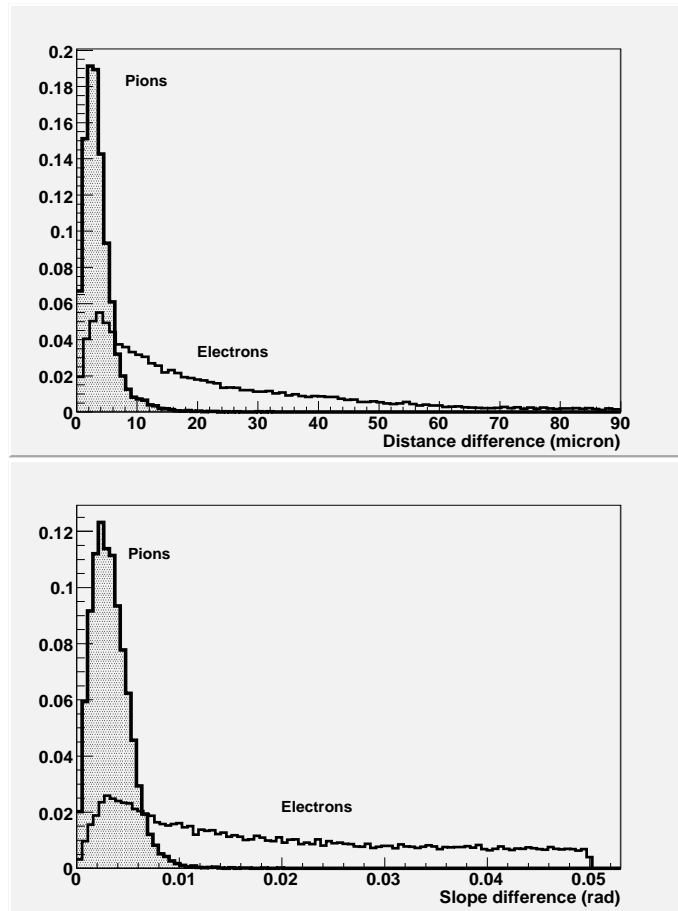 0.2
Pions
0.18
0.16
0.14
0.12
0.1
0.08
0.06
0.04
Electrons
0.02
0
0 10 20 30 40 50 60 70 80 90
Distance difference (micron)
0.12
Pions
0.1
0.08
0.06
0.04
Electrons
0.02
0
0 0.01 0.02 0.03 0.04 0.05
Slope difference (rad)